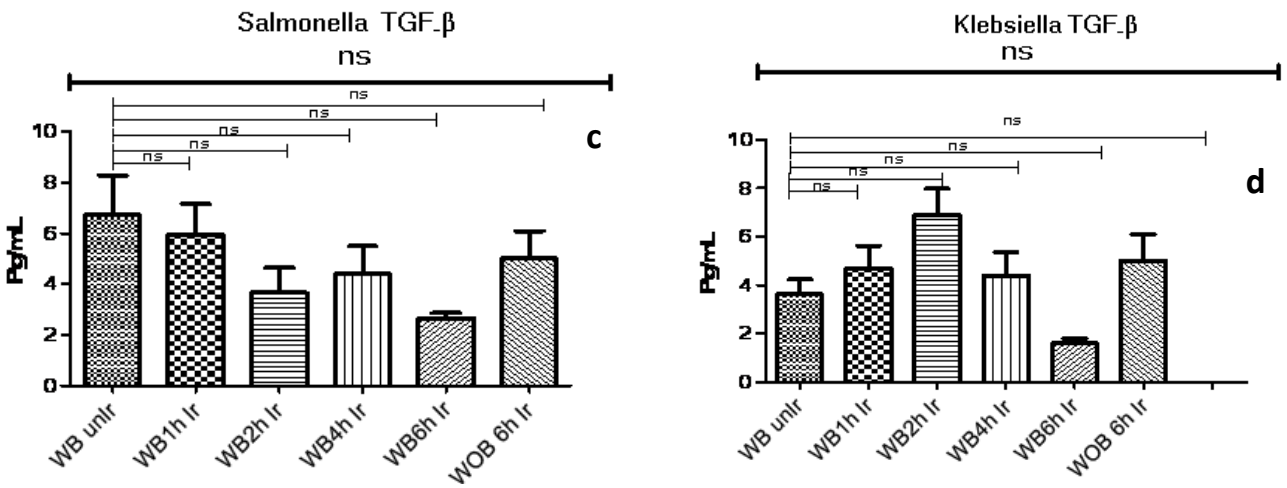 Salmonella TGF-β
ns
ns
ns
ns
ns
ns
c
10
8
6
4
2
0
Pg/mL
WB unIr
WB1h Ir
WB2h Ir
WB4h Ir
WB6h Ir
WOB 6h Ir
Klebsiella TGF-β
ns
ns
ns
ns
ns
ns
d
10
8
6
4
2
0
Pg/mL
WB unIr
WB1h Ir
WB2h Ir
WB4h Ir
WB6h Ir
WOB 6h Ir